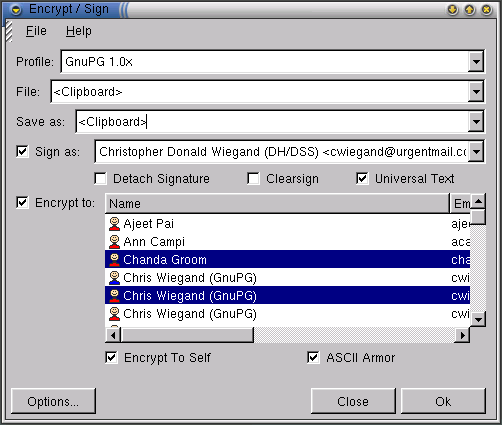 Encrypt / Sign
File Help
Profile: GnuPG 1.0x
File: <Clipboard>
Save as: <Clipboard>
Sign as: Christopher Donald Wiegand (DH/DSS) <cwiegand@urgentmail.co
Detach Signature Clearsign Universal Text
Encrypt to: Name Em
Ajeet Pai aje
Ann Campi aca
Chanda Groom cha
Chris Wiegand (GnuPG) cwi
Chris Wiegand (GnuPG) cwi
Chris Wiegand (GnuPG) cwi
Encrypt To Self ASCII Armor
Options... Close Ok